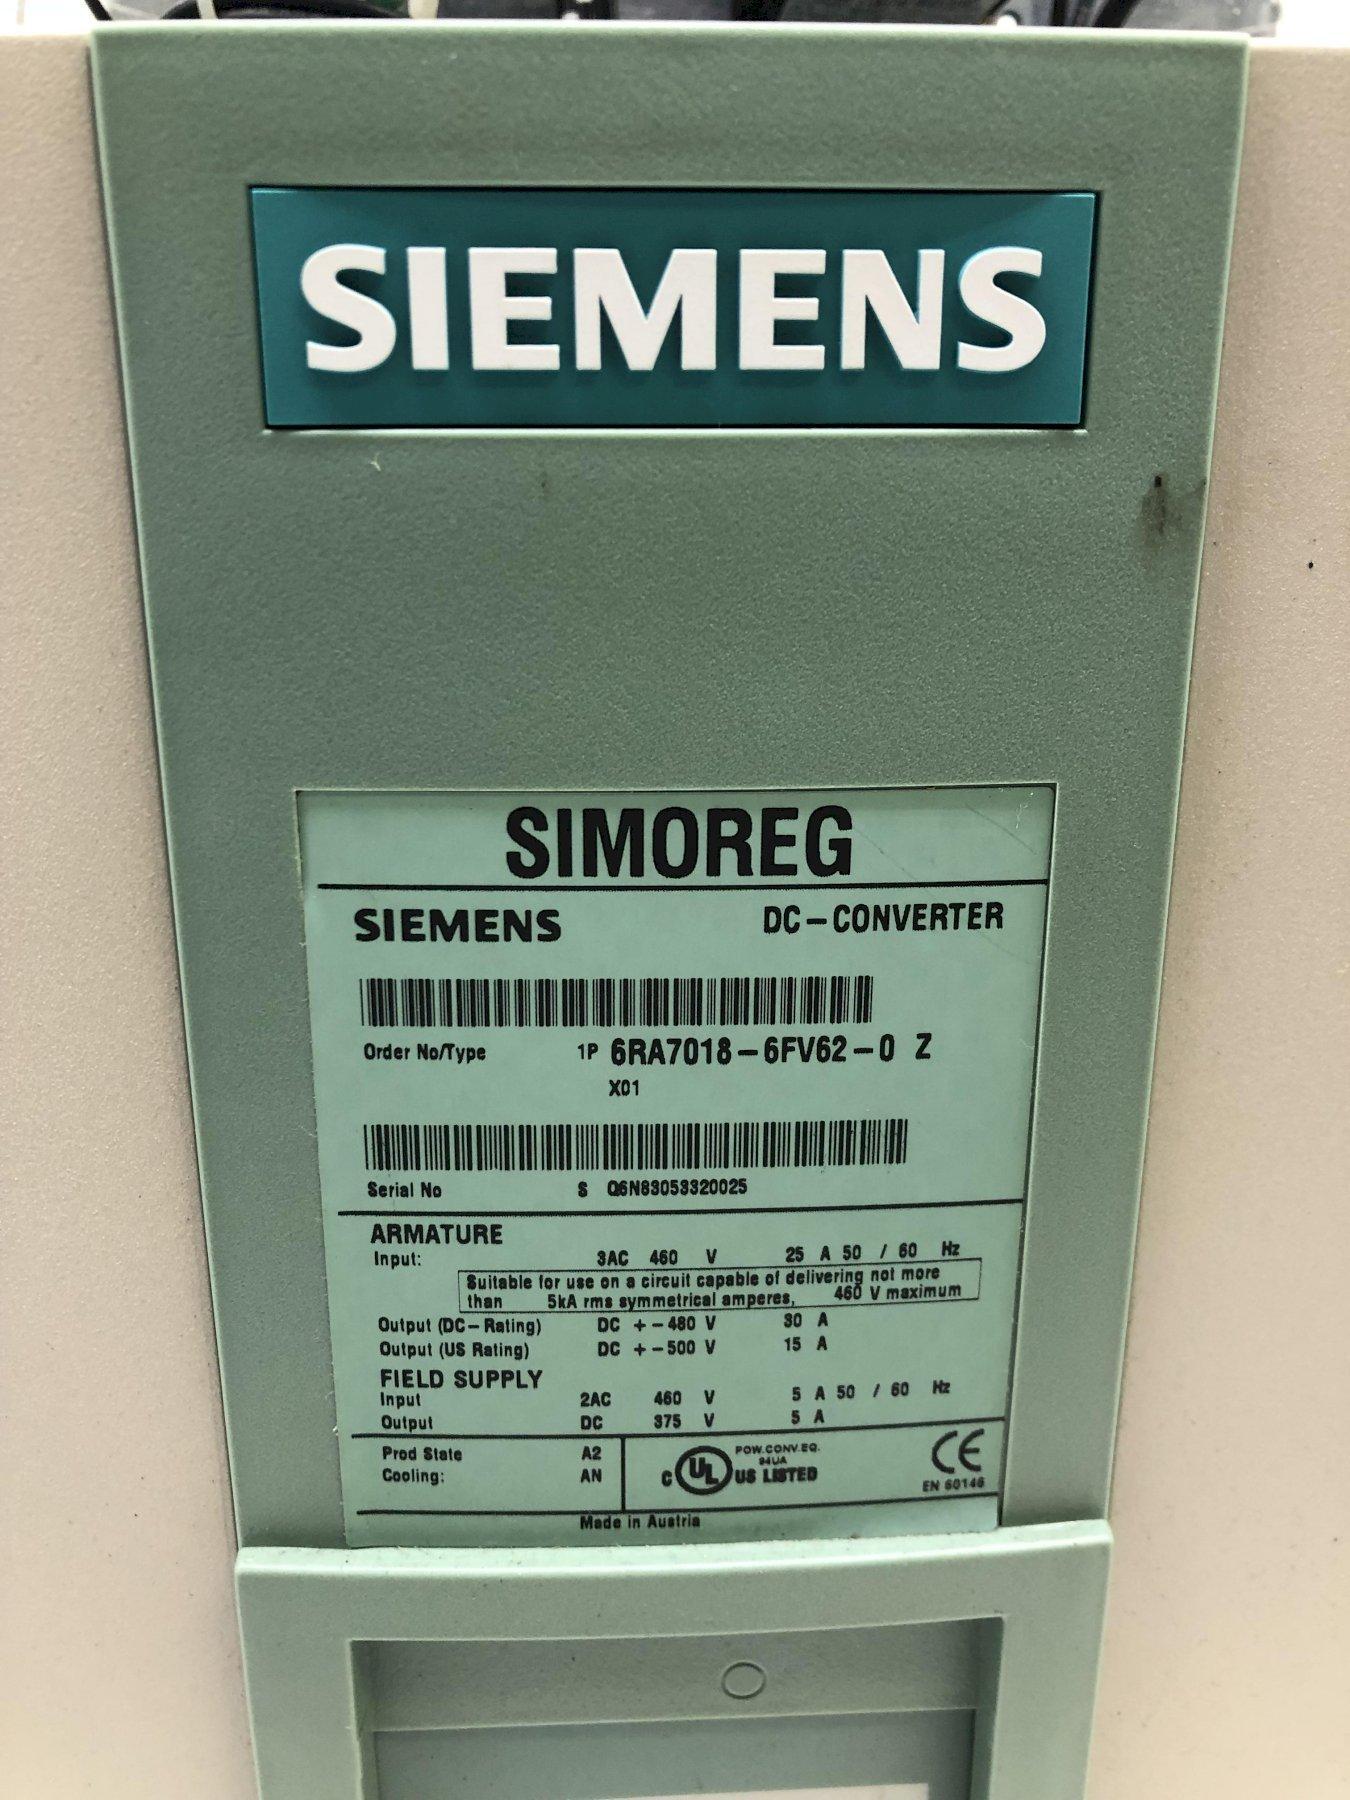 SIEMENS
SIMOREG
SIEMENS DC-CONVERTER
Order No/Type 1P 6RA7018-6FV62-0 Z
X01
Serial No S Q6N83053320025
ARMATURE
Input: 3AC 460 V 25 A 50 / 60 Hz
Suitable for use on a circuit capable of delivering not more
than 5kA rms symmetrical amperes, 460 V maximum
Output (DC-Rating) DC +-480 V 30 A
Output (US Rating) DC +-500 V 15 A
FIELD SUPPLY
Input 2AC 460 V 5 A 50 / 60 Hz
Output DC 375 V 5 A
Prod State A2
Cooling: AN
C UL US LISTED
POW.CONV.EQ.
94UA
CE
EN 60146
Made in Austria